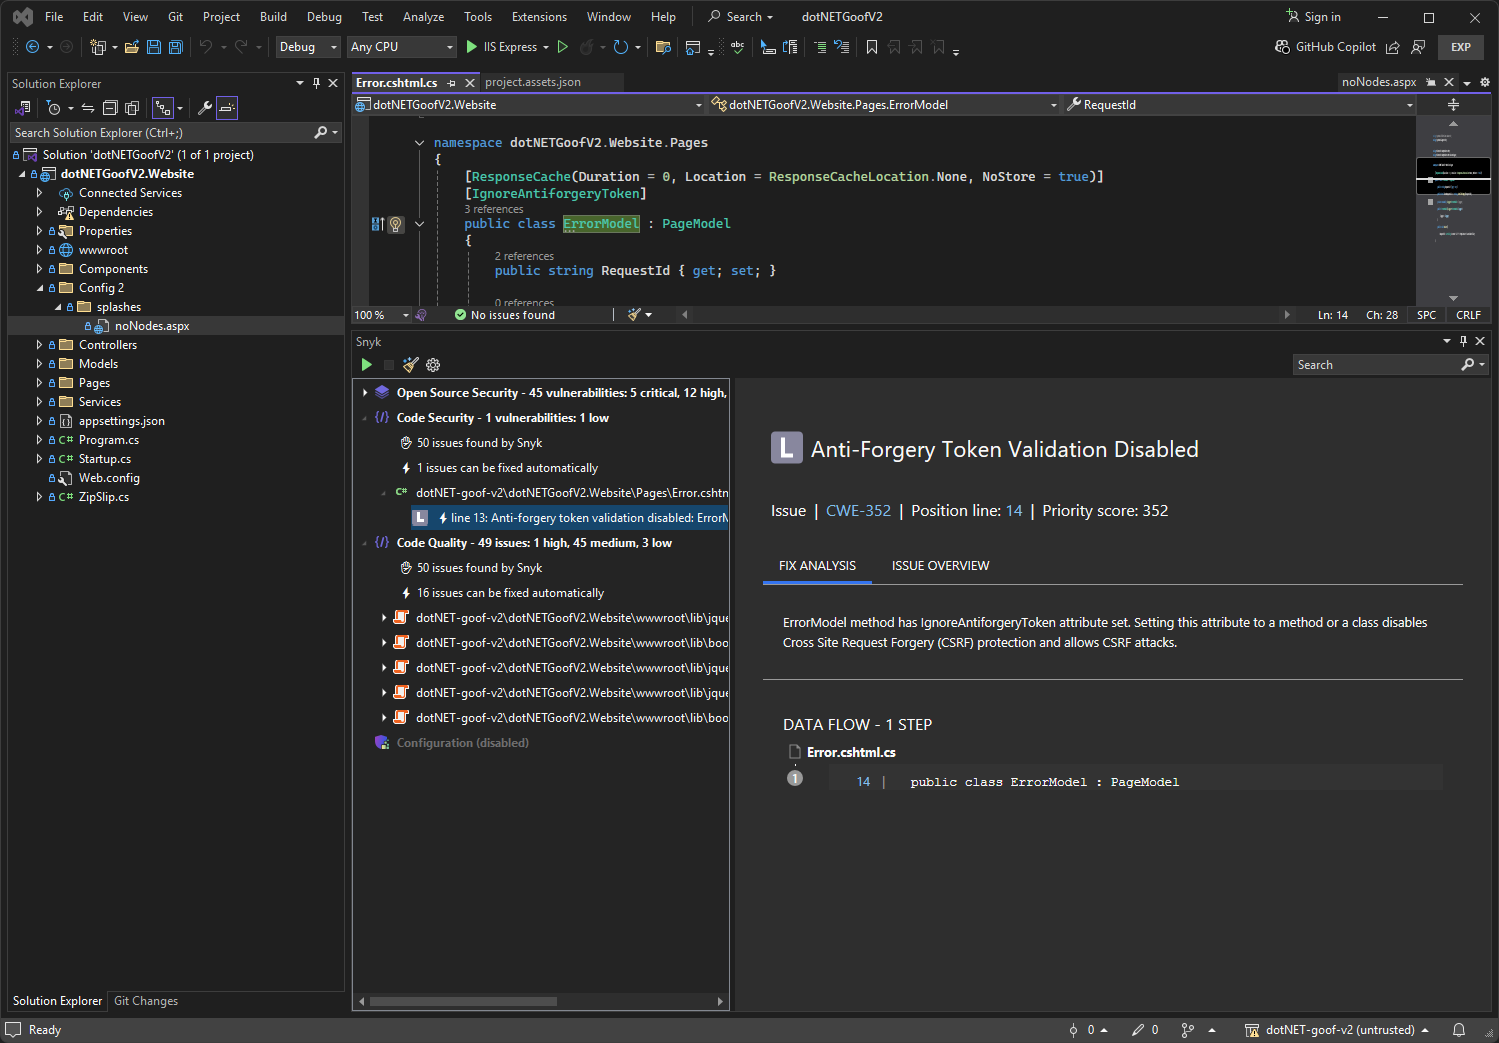 File Edit View Git Project Build Debug Test Analyze Tools Extensions Window Help Search dotNETGoofV2 Sign in
Debug Any CPU IIS Express GitHub Copilot EXP
Solution Explorer
Search Solution Explorer (Ctrl+;)
Solution 'dotNETGoofV2' (1 of 1 project)
dotNETGoofV2.Website
Connected Services
Dependencies
Properties
wwwroot
Components
Config 2
splashes
noNodes.aspx
Controllers
Models
Pages
Services
appsettings.json
C# Program.cs
C# Startup.cs
Web.config
C# ZipSlip.cs
Solution Explorer Git Changes
Error.cshtml.cs project.assets.json noNodes.aspx
dotNETGoofV2.Website dotNETGoofV2.Website.Pages.ErrorModel RequestId
namespace dotNETGoofV2.Website.Pages
{
[ResponseCache(Duration = 0, Location = ResponseCacheLocation.None, NoStore = true)]
[IgnoreAntiforgeryToken]
3 references
public class ErrorModel : PageModel
{
2 references
public string RequestId { get; set; }
0 references
100 % No issues found Ln: 14 Ch: 28 SPC CRLF
Snyk
Search
Open Source Security - 45 vulnerabilities: 5 critical, 12 high,
Code Security - 1 vulnerabilities: 1 low
50 issues found by Snyk
1 issues can be fixed automatically
C# dotNET-goof-v2\dotNETGoofV2.Website\Pages\Error.cshtn
L line 13: Anti-forgery token validation disabled: ErrorM
Code Quality - 49 issues: 1 high, 45 medium, 3 low
50 issues found by Snyk
16 issues can be fixed automatically
dotNET-goof-v2\dotNETGoofV2.Website\wwwroot\lib\jque
dotNET-goof-v2\dotNETGoofV2.Website\wwwroot\lib\boo
dotNET-goof-v2\dotNETGoofV2.Website\wwwroot\lib\jque
dotNET-goof-v2\dotNETGoofV2.Website\wwwroot\lib\jque
dotNET-goof-v2\dotNETGoofV2.Website\wwwroot\lib\boo
Configuration (disabled)
L Anti-Forgery Token Validation Disabled
Issue | CWE-352 | Position line: 14 | Priority score: 352
FIX ANALYSIS ISSUE OVERVIEW
ErrorModel method has IgnoreAntiforgeryToken attribute set. Setting this attribute to a method or a class disables
Cross Site Request Forgery (CSRF) protection and allows CSRF attacks.
DATA FLOW - 1 STEP
Error.cshtml.cs
1 14 | public class ErrorModel : PageModel
Ready 0 0 dotNET-goof-v2 (untrusted)